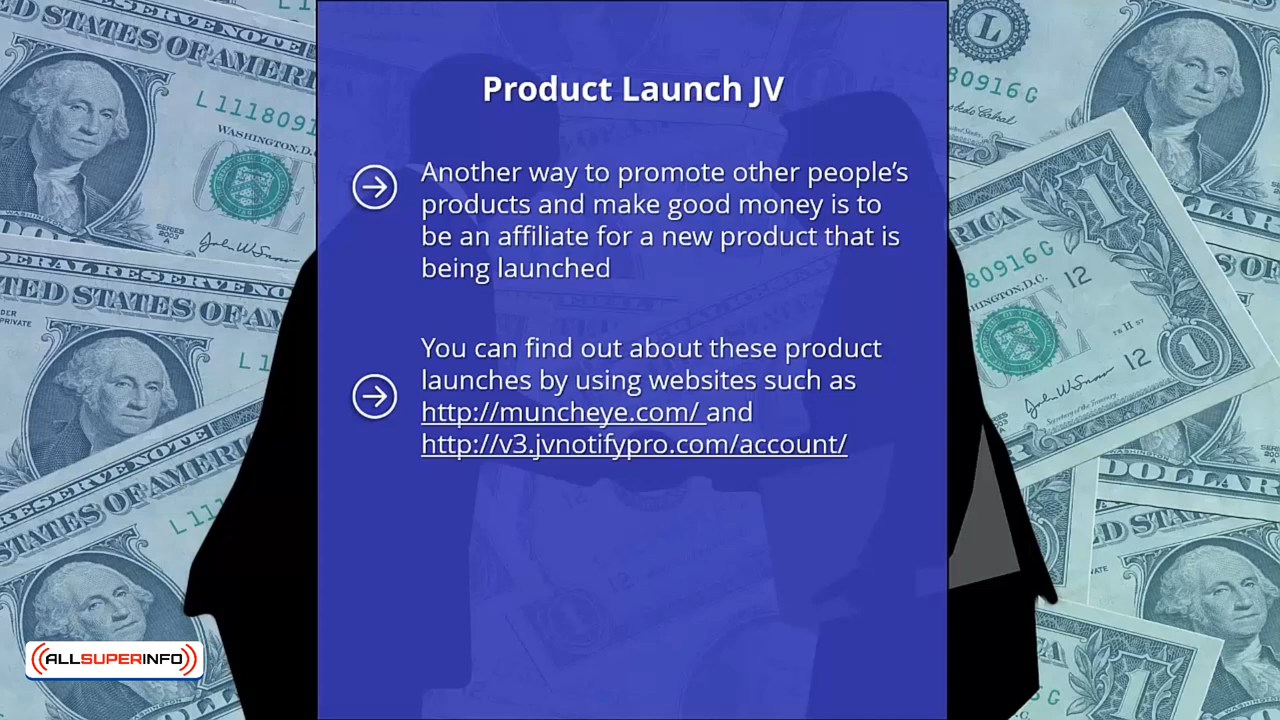 Product Launch JV
Another way to promote other people’s
products and make good money is to
be an affiliate for a new product that is
being launched
You can find out about these product
launches by using websites such as
http://muncheye.com/ and
http://v3.jvnotifypro.com/account/
ALLSUPERINFO